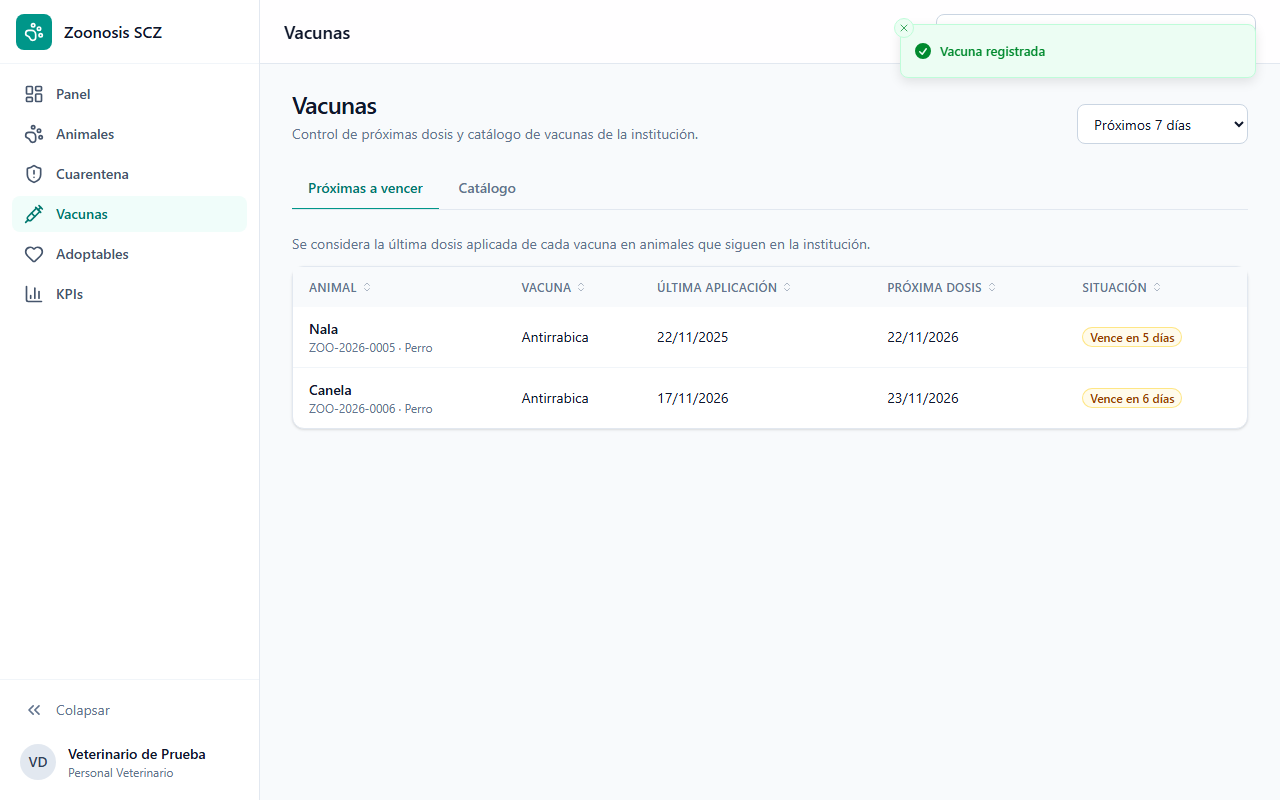 Zoonosis SCZ
Panel
Animales
Cuarentena
Vacunas
Adoptables
KPIs
Colapsar
VD
Veterinario de Prueba
Personal Veterinario
Vacunas
Vacuna registrada
Vacunas
Control de próximas dosis y catálogo de vacunas de la institución.
Próximos 7 días
Próximas a vencer Catálogo
Se considera la última dosis aplicada de cada vacuna en animales que siguen en la institución.
ANIMAL VACUNA ÚLTIMA APLICACIÓN PRÓXIMA DOSIS SITUACIÓN
Nala
ZOO-2026-0005 · Perro
Antirrabica 22/11/2025 22/11/2026 Vence en 5 días
Canela
ZOO-2026-0006 · Perro
Antirrabica 17/11/2026 23/11/2026 Vence en 6 días